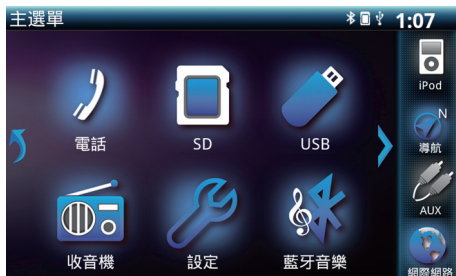 主選單 1:07
iPod
電話 SD USB
N
導航
AUX
收音機 設定 藍牙音樂
網際網路